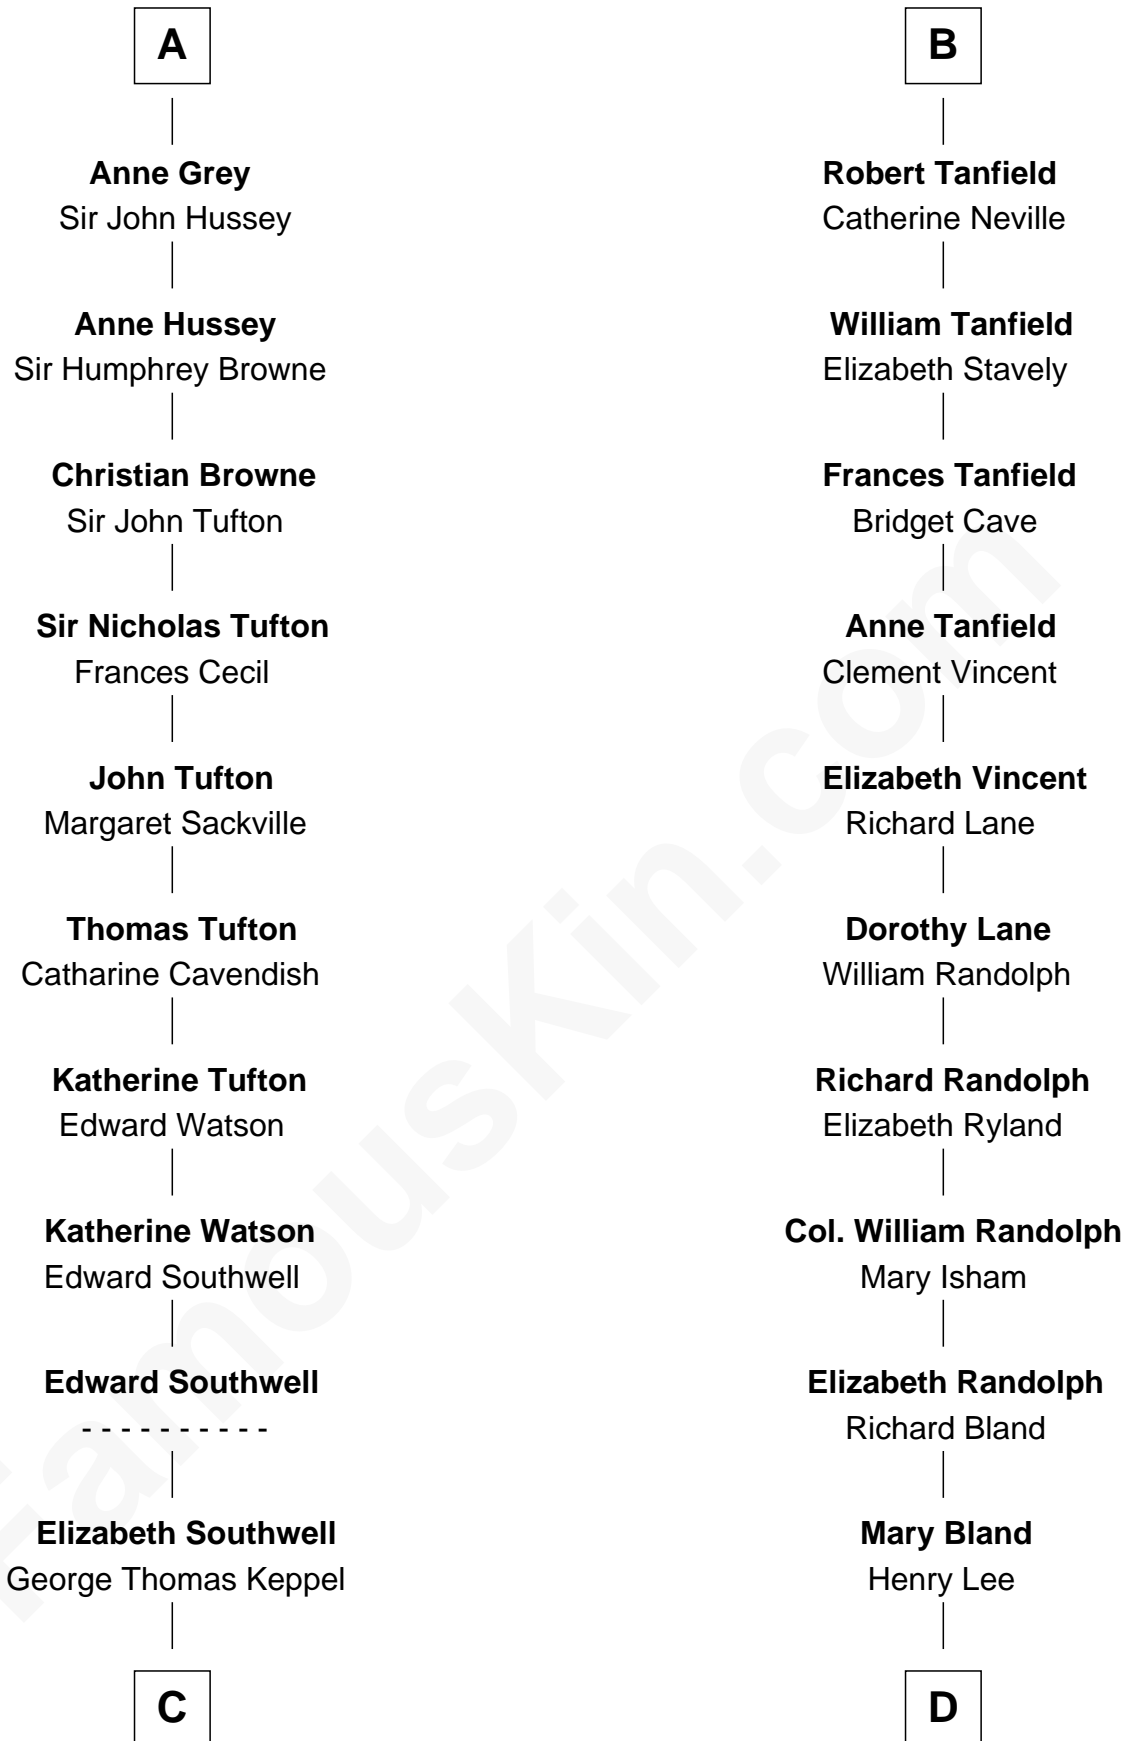 A
Anne Grey
Sir John Hussey
Anne Hussey
Sir Humphrey Browne
Christian Browne
Sir John Tufton
Sir Nicholas Tufton
Frances Cecil
John Tufton
Margaret Sackville
Thomas Tufton
Catharine Cavendish
Katherine Tufton
Edward Watson
Katherine Watson
Edward Southwell
Edward Southwell
- - - - - - - - - -
Elizabeth Southwell
George Thomas Keppel
C
B
Robert Tanfield
Catherine Neville
William Tanfield
Elizabeth Stavely
Frances Tanfield
Bridget Cave
Anne Tanfield
Clement Vincent
Elizabeth Vincent
Richard Lane
Dorothy Lane
William Randolph
Richard Randolph
Elizabeth Ryland
Col. William Randolph
Mary Isham
Elizabeth Randolph
Richard Bland
Mary Bland
Henry Lee
D
FamousKin.com